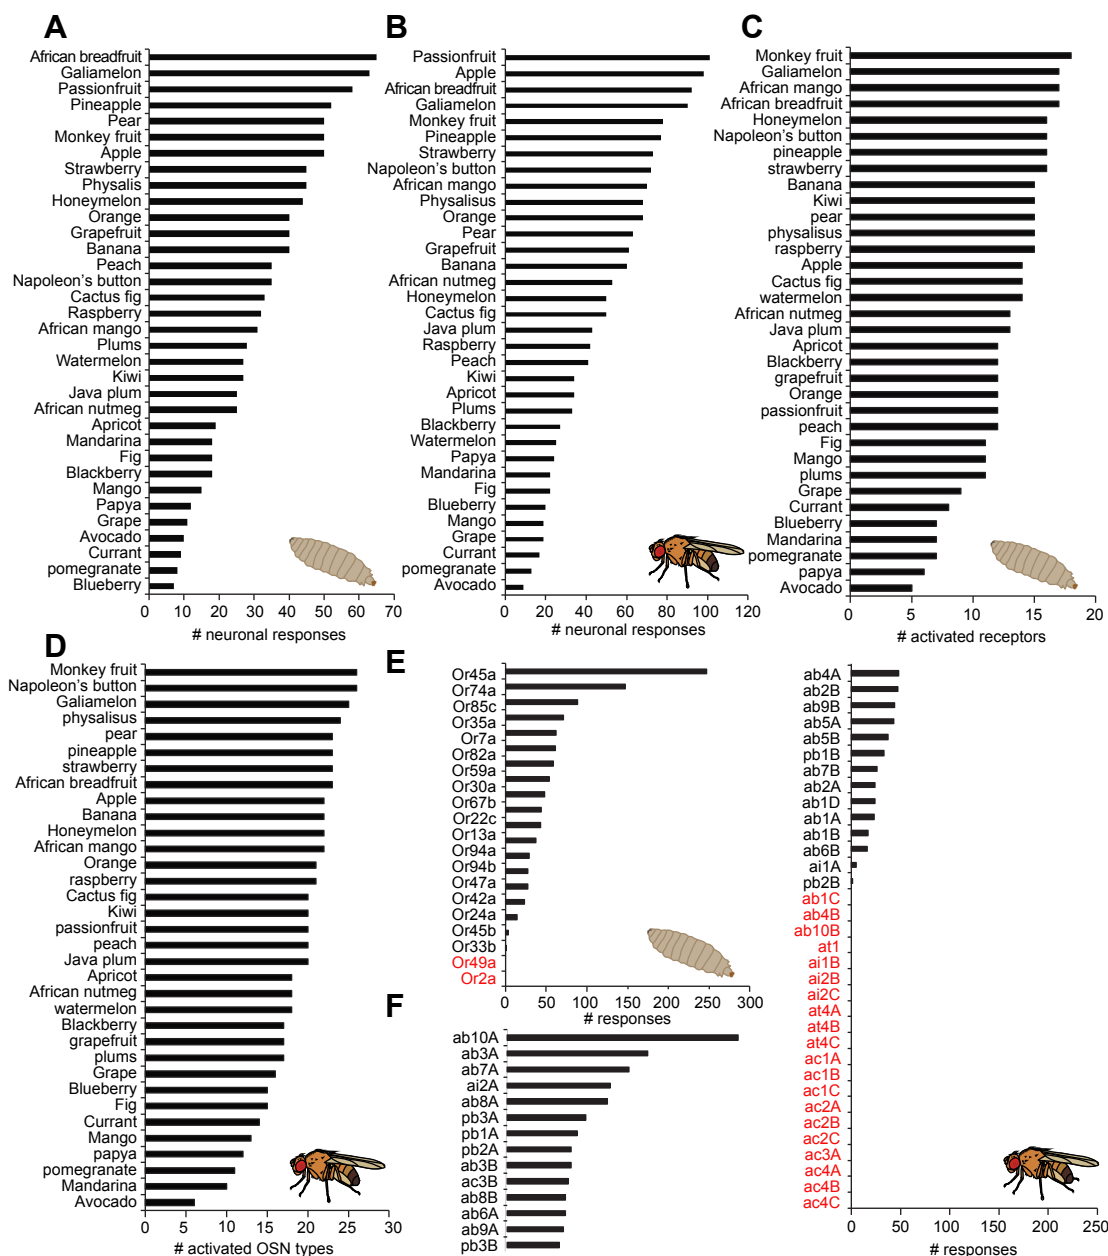 A
African breadfruit
Galiamelon
Passionfruit
Pineapple
Pear
Monkey fruit
Apple
Strawberry
Physalis
Honeymelon
Orange
Grapefruit
Banana
Peach
Napoleon's button
Cactus fig
Raspberry
African mango
Plums
Watermelon
Kiwi
Java plum
African nutmeg
Apricot
Mandarina
Fig
Blackberry
Mango
Papya
Grape
Avocado
Currant
pomegranate
Blueberry
0 10 20 30 40 50 60 70
# neuronal responses
B
Passionfruit
Apple
African breadfruit
Galiamelon
Monkey fruit
Pineapple
Strawberry
Napoleon's button
African mango
Physalisus
Orange
Pear
Grapefruit
Banana
African nutmeg
Honeymelon
Cactus fig
Java plum
Raspberry
Peach
Kiwi
Apricot
Plums
Blackberry
Watermelon
Papya
Mandarina
Fig
Blueberry
Mango
Grape
Currant
pomegranate
Avocado
0 20 40 60 80 100 120
# neuronal responses
C
Monkey fruit
Galiamelon
African mango
African breadfruit
Honeymelon
Napoleon's button
pineapple
strawberry
Banana
Kiwi
pear
physalisus
raspberry
Apple
Cactus fig
watermelon
African nutmeg
Java plum
Apricot
Blackberry
grapefruit
Orange
passionfruit
peach
Fig
Mango
plums
Grape
Currant
Blueberry
Mandarina
pomegranate
papya
Avocado
0 5 10 15 20
# activated receptors
D
Monkey fruit
Napoleon's button
Galiamelon
physalisus
pear
pineapple
strawberry
African breadfruit
Apple
Banana
Honeymelon
African mango
Orange
raspberry
Cactus fig
Kiwi
passionfruit
peach
Java plum
Apricot
African nutmeg
watermelon
Blackberry
grapefruit
plums
Grape
Blueberry
Fig
Currant
Mango
papya
pomegranate
Mandarina
Avocado
0 5 10 15 20 25 30
# activated OSN types
E
Or45a
Or74a
Or85c
Or35a
Or7a
Or82a
Or59a
Or30a
Or67b
Or22c
Or13a
Or94a
Or94b
Or47a
Or42a
Or24a
Or45b
Or33b
Or49a
Or2a
0 50 100 150 200 250 300
# responses
F
ab10A
ab3A
ab7A
ai2A
ab8A
pb3A
pb1A
pb2A
ab3B
ac3B
ab8B
ab6A
ab9A
pb3B
ab4A
ab2B
ab9B
ab5A
ab5B
pb1B
ab7B
ab2A
ab1D
ab1A
ab1B
ab6B
ai1A
pb2B
ab1C
ab4B
ab10B
at1
ai1B
ai2B
ai2C
at4A
at4B
at4C
ac1A
ac1B
ac1C
ac2A
ac2B
ac2C
ac3A
ac4A
ac4B
ac4C
0 50 100 150 200 250
# responses